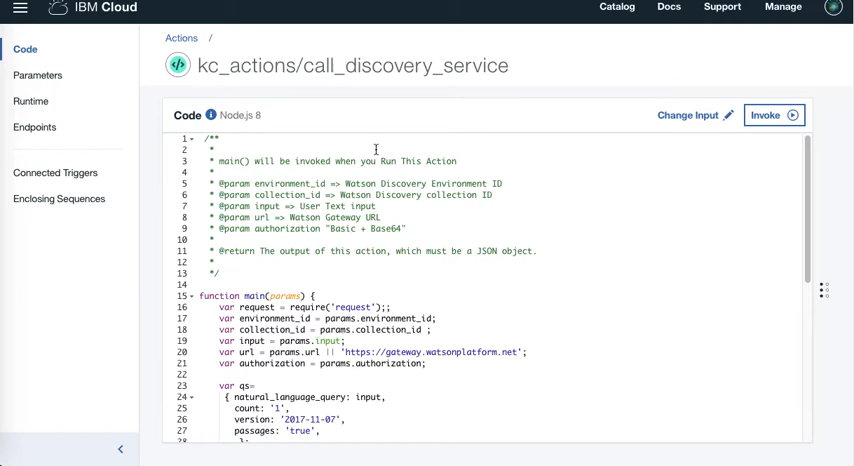 IBM Cloud
Catalog Docs Support Manage
Code
Parameters
Runtime
Endpoints
Connected Triggers
Enclosing Sequences
Actions /
</> kc_actions/call_discovery_service
Code i Node.js 8
Change Input Invoke
1 /**
2 *
3 * main() will be invoked when you Run This Action
4 *
5 * @param environment_id => Watson Discovery Environment ID
6 * @param collection_id => Watson Discovery collection ID
7 * @param input => User Text input
8 * @param url => Watson Gateway URL
9 * @param authorization "Basic + Base64"
10 *
11 * @return The output of this action, which must be a JSON object.
12 *
13 */
14
15 function main(params) {
16 var request = require('request');;
17 var environment_id = params.environment_id;
18 var collection_id = params.collection_id ;
19 var input = params.input;
20 var url = params.url || 'https://gateway.watsonplatform.net';
21 var authorization = params.authorization;
22
23 var qs=
24 { natural_language_query: input,
25 count: '1',
26 version: '2017-11-07',
27 passages: 'true',
28 };